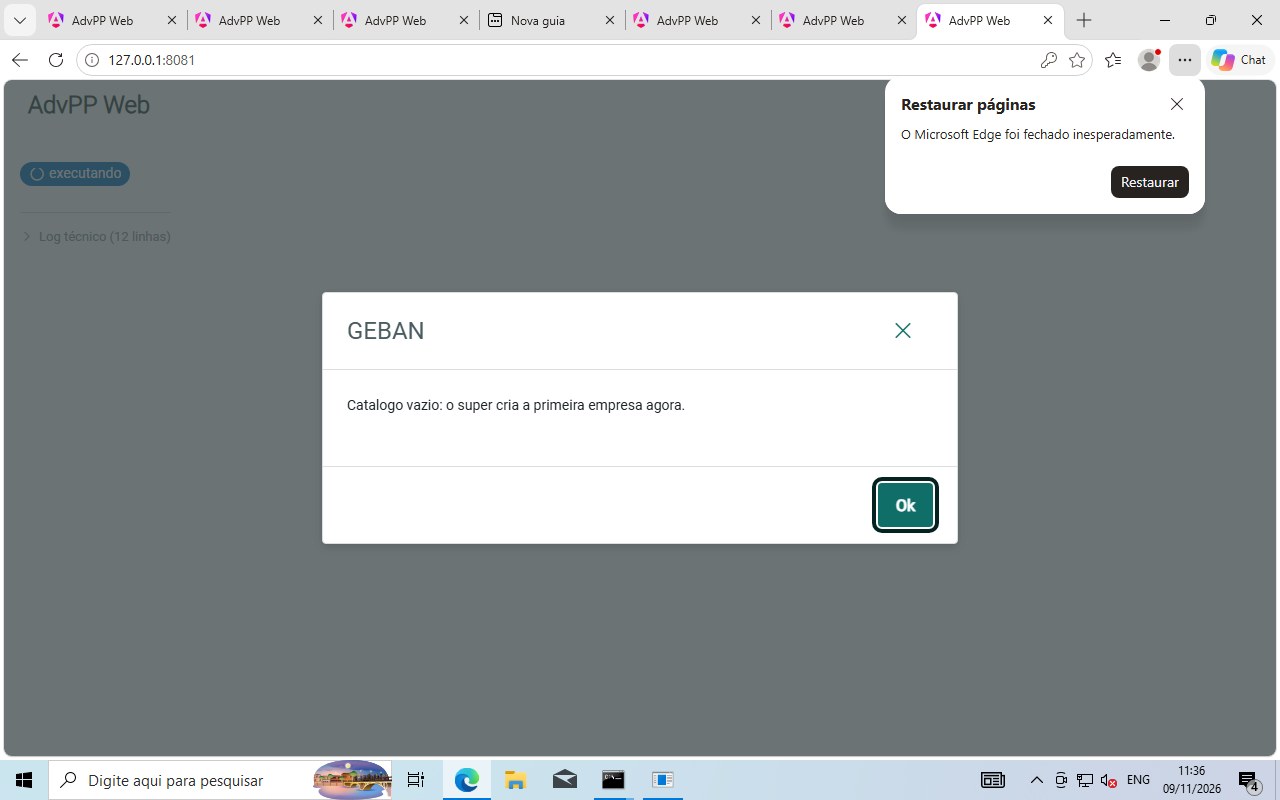 AdvPP Web
AdvPP Web
AdvPP Web
Nova guia
AdvPP Web
AdvPP Web
AdvPP Web
127.0.0.1:8081
Chat
AdvPP Web
Restaurar páginas
O Microsoft Edge foi fechado inesperadamente.
Restaurar
executando
Log técnico (12 linhas)
GEBAN
Catalogo vazio: o super cria a primeira empresa agora.
Ok
Digite aqui para pesquisar
ENG
11:36
09/11/2026
4